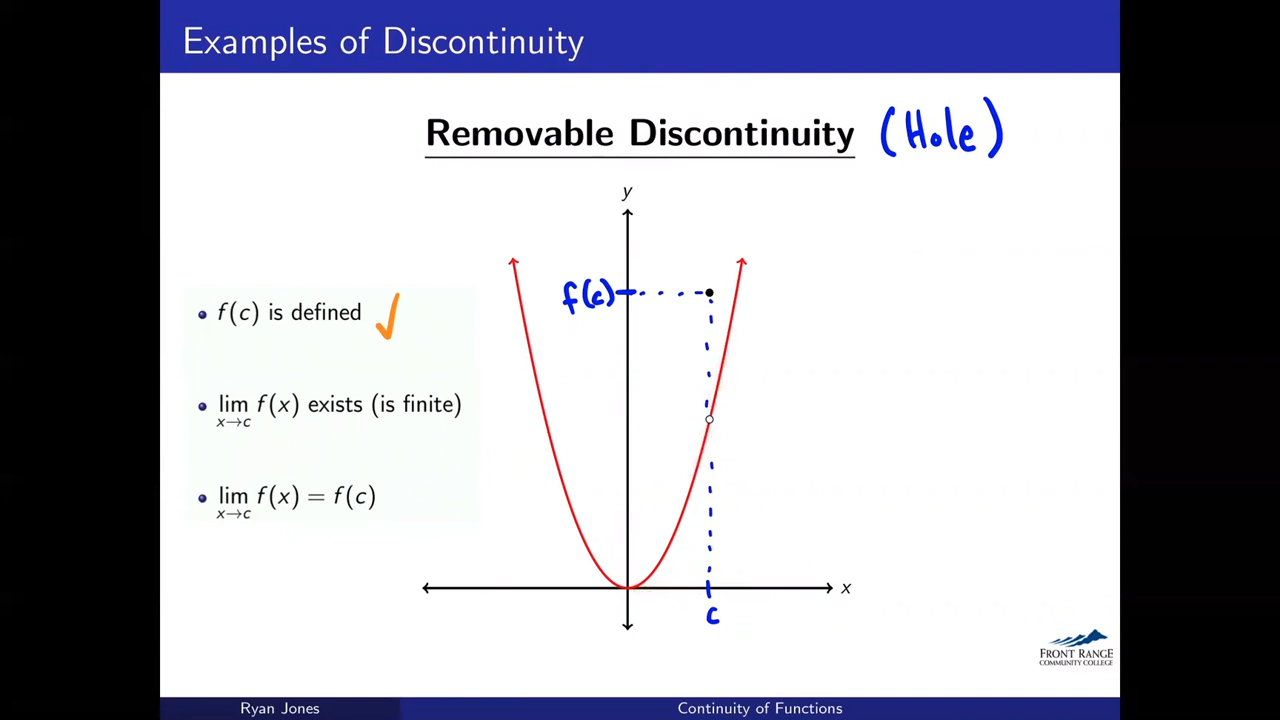 Examples of Discontinuity
Removable Discontinuity (Hole)
y
f(c)
• f(c) is defined ✓
• lim f(x) exists (is finite)
x→c
• lim f(x) = f(c)
x→c
x
c
FRONT RANGE
COMMUNITY COLLEGE
Ryan Jones
Continuity of Functions